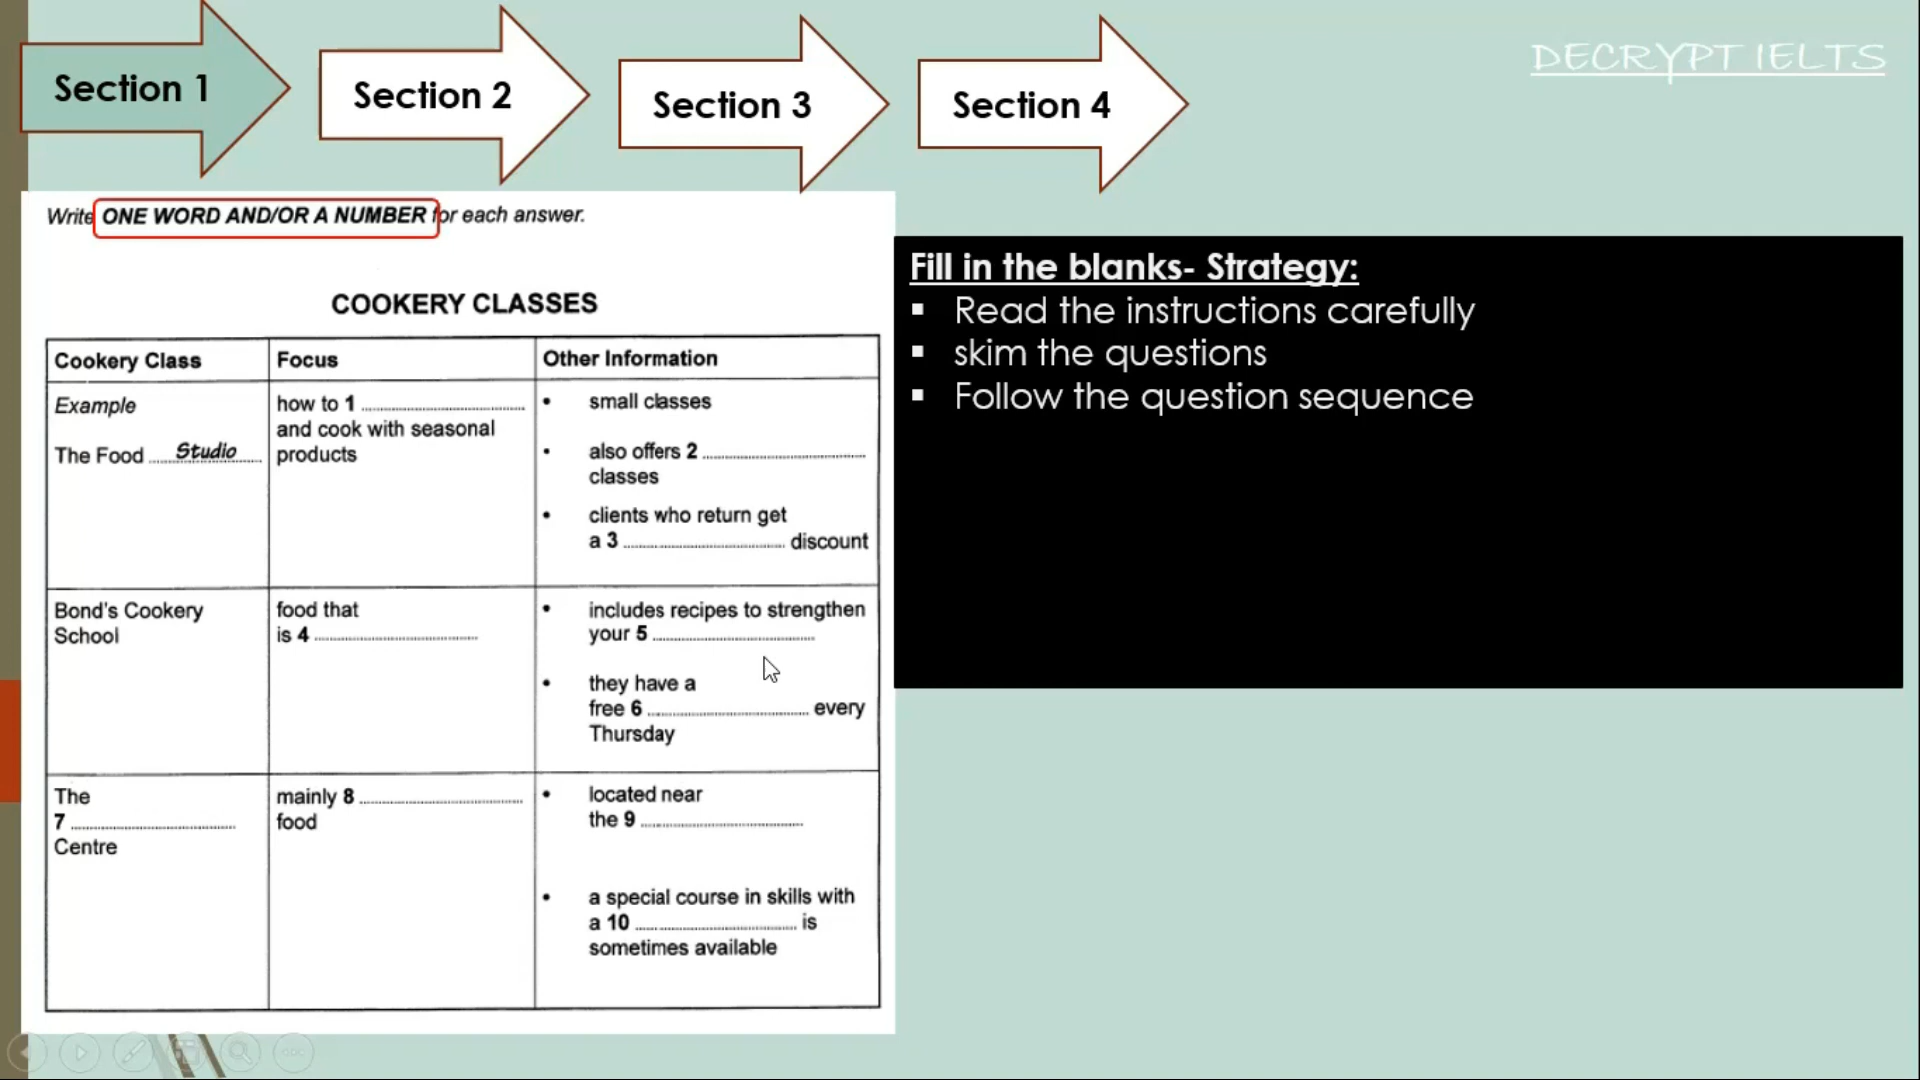 Section 1
Section 2
Section 3
Section 4
DECRYPT IELTS
Write ONE WORD AND/OR A NUMBER for each answer.
COOKERY CLASSES
Cookery Class
Focus
Other Information
Example
The Food Studio
how to 1
and cook with seasonal
products
• small classes
• also offers 2
classes
• clients who return get
a 3 discount
Bond's Cookery
School
food that
is 4
• includes recipes to strengthen
your 5
• they have a
free 6 every
Thursday
The
7
Centre
mainly 8
food
• located near
the 9
• a special course in skills with
a 10 is
sometimes available
Fill in the blanks- Strategy:
▪ Read the instructions carefully
▪ skim the questions
▪ Follow the question sequence